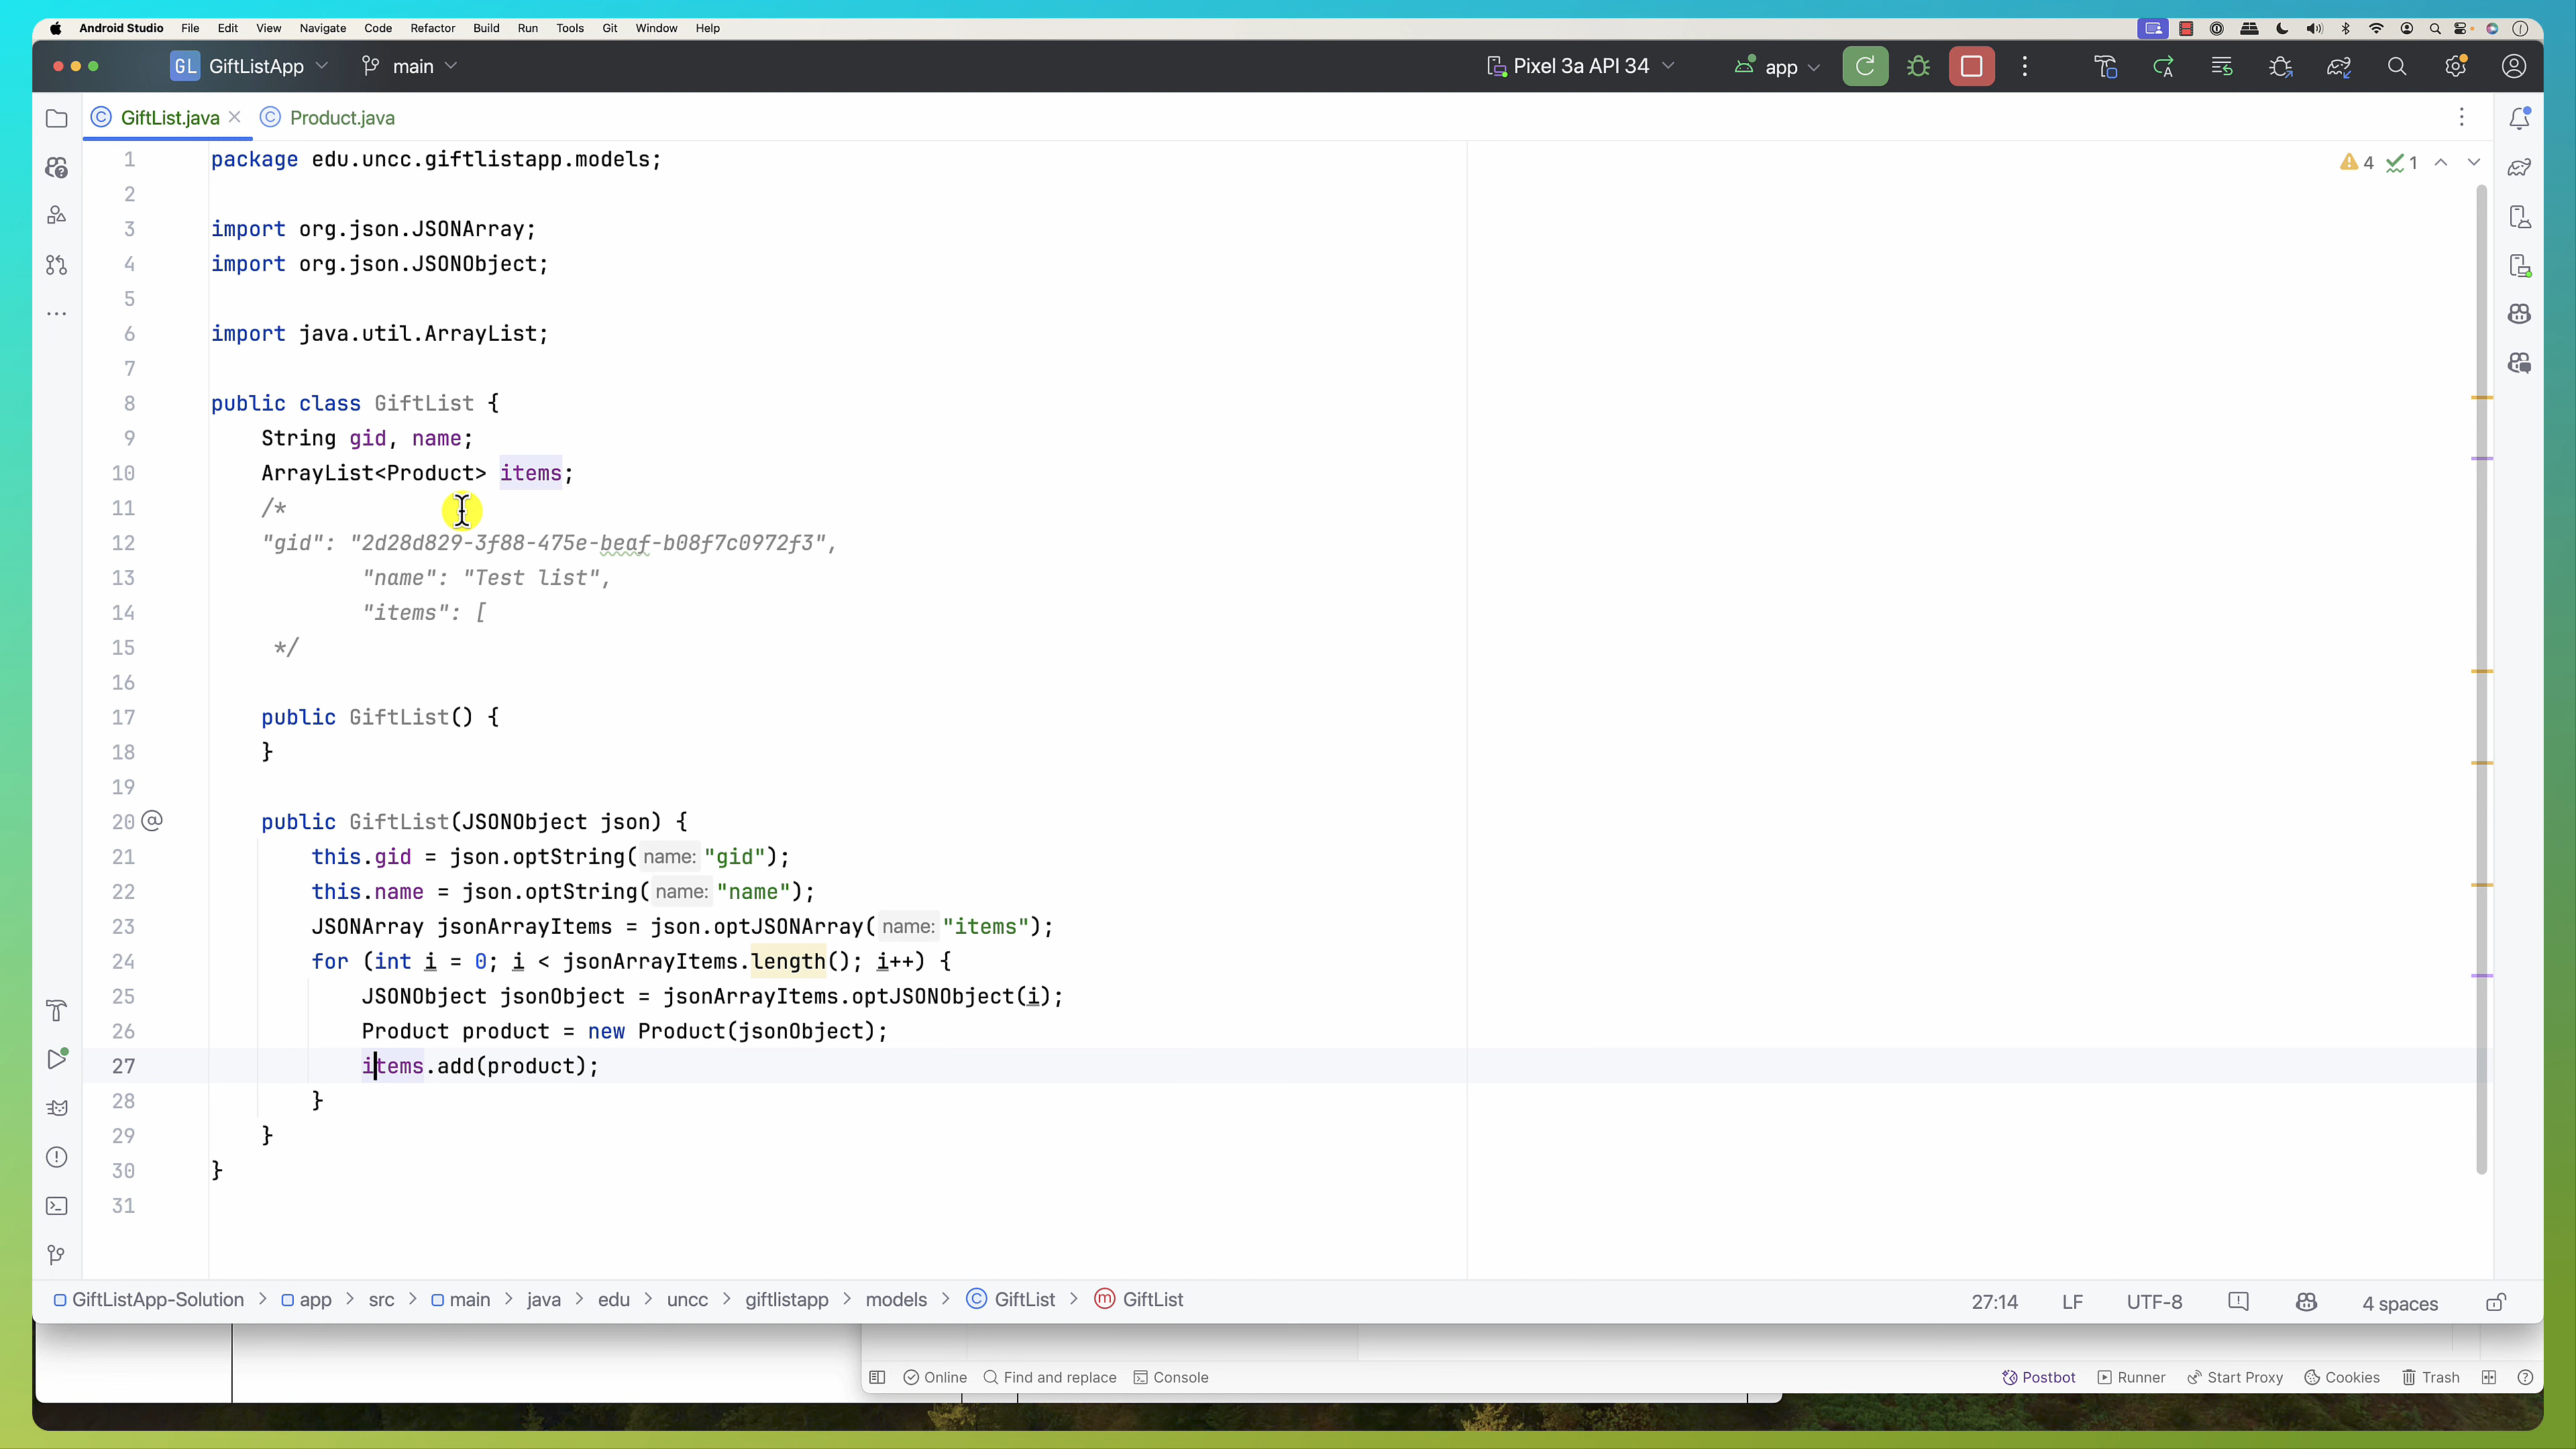 Android Studio File Edit View Navigate Code Refactor Build Run Tools Git Window Help
GL GiftListApp main Pixel 3a API 34 app
GiftList.java Product.java
4 1
1 package edu.uncc.giftlistapp.models;
2
3 import org.json.JSONArray;
4 import org.json.JSONObject;
5
6 import java.util.ArrayList;
7
8 public class GiftList {
9 String gid, name;
10 ArrayList<Product> items;
11 /*
12 "gid": "2d28d829-3f88-475e-beaf-b08f7c0972f3",
13 "name": "Test list",
14 "items": [
15 */
16
17 public GiftList() {
18 }
19
20 @ public GiftList(JSONObject json) {
21 this.gid = json.optString( name: "gid");
22 this.name = json.optString( name: "name");
23 JSONArray jsonArrayItems = json.optJSONArray( name: "items");
24 for (int i = 0; i < jsonArrayItems.length(); i++) {
25 JSONObject jsonObject = jsonArrayItems.optJSONObject(i);
26 Product product = new Product(jsonObject);
27 items.add(product);
28 }
29 }
30 }
31
GiftListApp-Solution > app > src > main > java > edu > uncc > giftlistapp > models > GiftList > GiftList 27:14 LF UTF-8 4 spaces
Online Find and replace Console Postbot Runner Start Proxy Cookies Trash